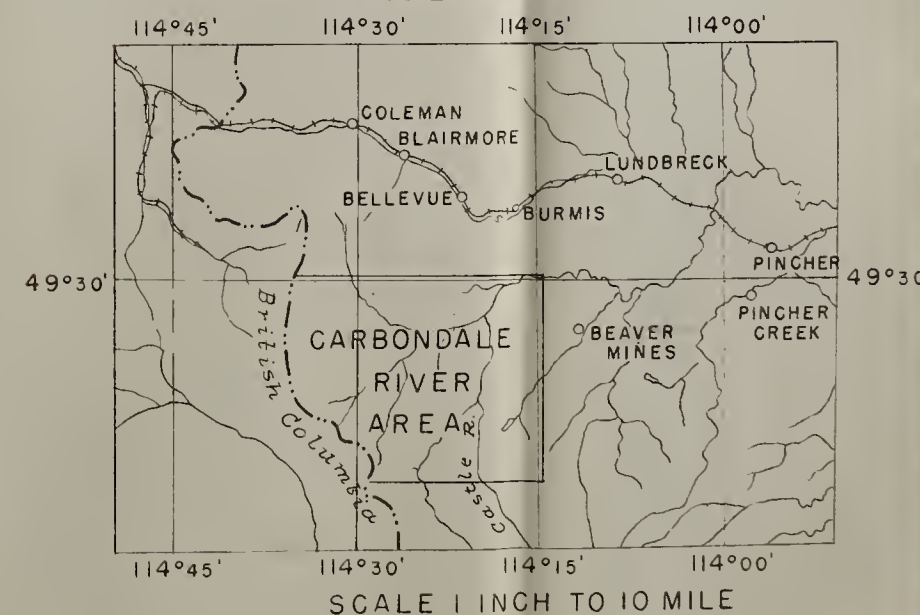 114°45' 114°30' 114°15' 114°00'
COLEMAN
BLAIRMORE
LUNDBRECK
BELLEVUE
BURMIS
PINCHER
49°30' 49°30
PINCHER
CREEK
BEAVER
MINES
CARBONDALE
RIVER
AREA
British Columbia
Castle R.
114°45' 114°30' 114°15' 114°00'
SCALE 1 INCH TO 10 MILE